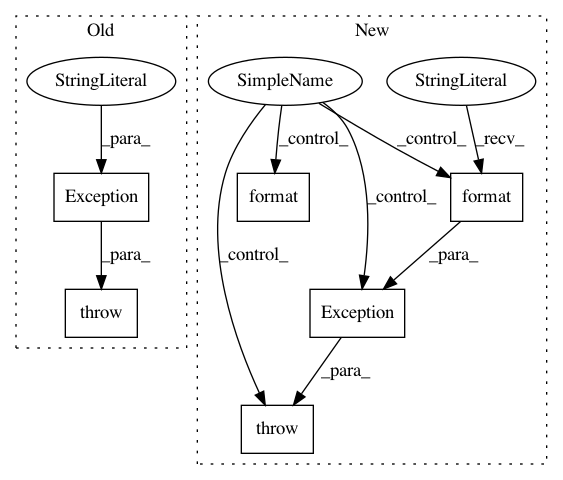 Old
New
StringLiteral
SimpleName
StringLiteral
_para_
_control_
_control_
_recv_
Exception
format
format
_control_
_para_
_control_
_para_
throw
Exception
_para_
throw